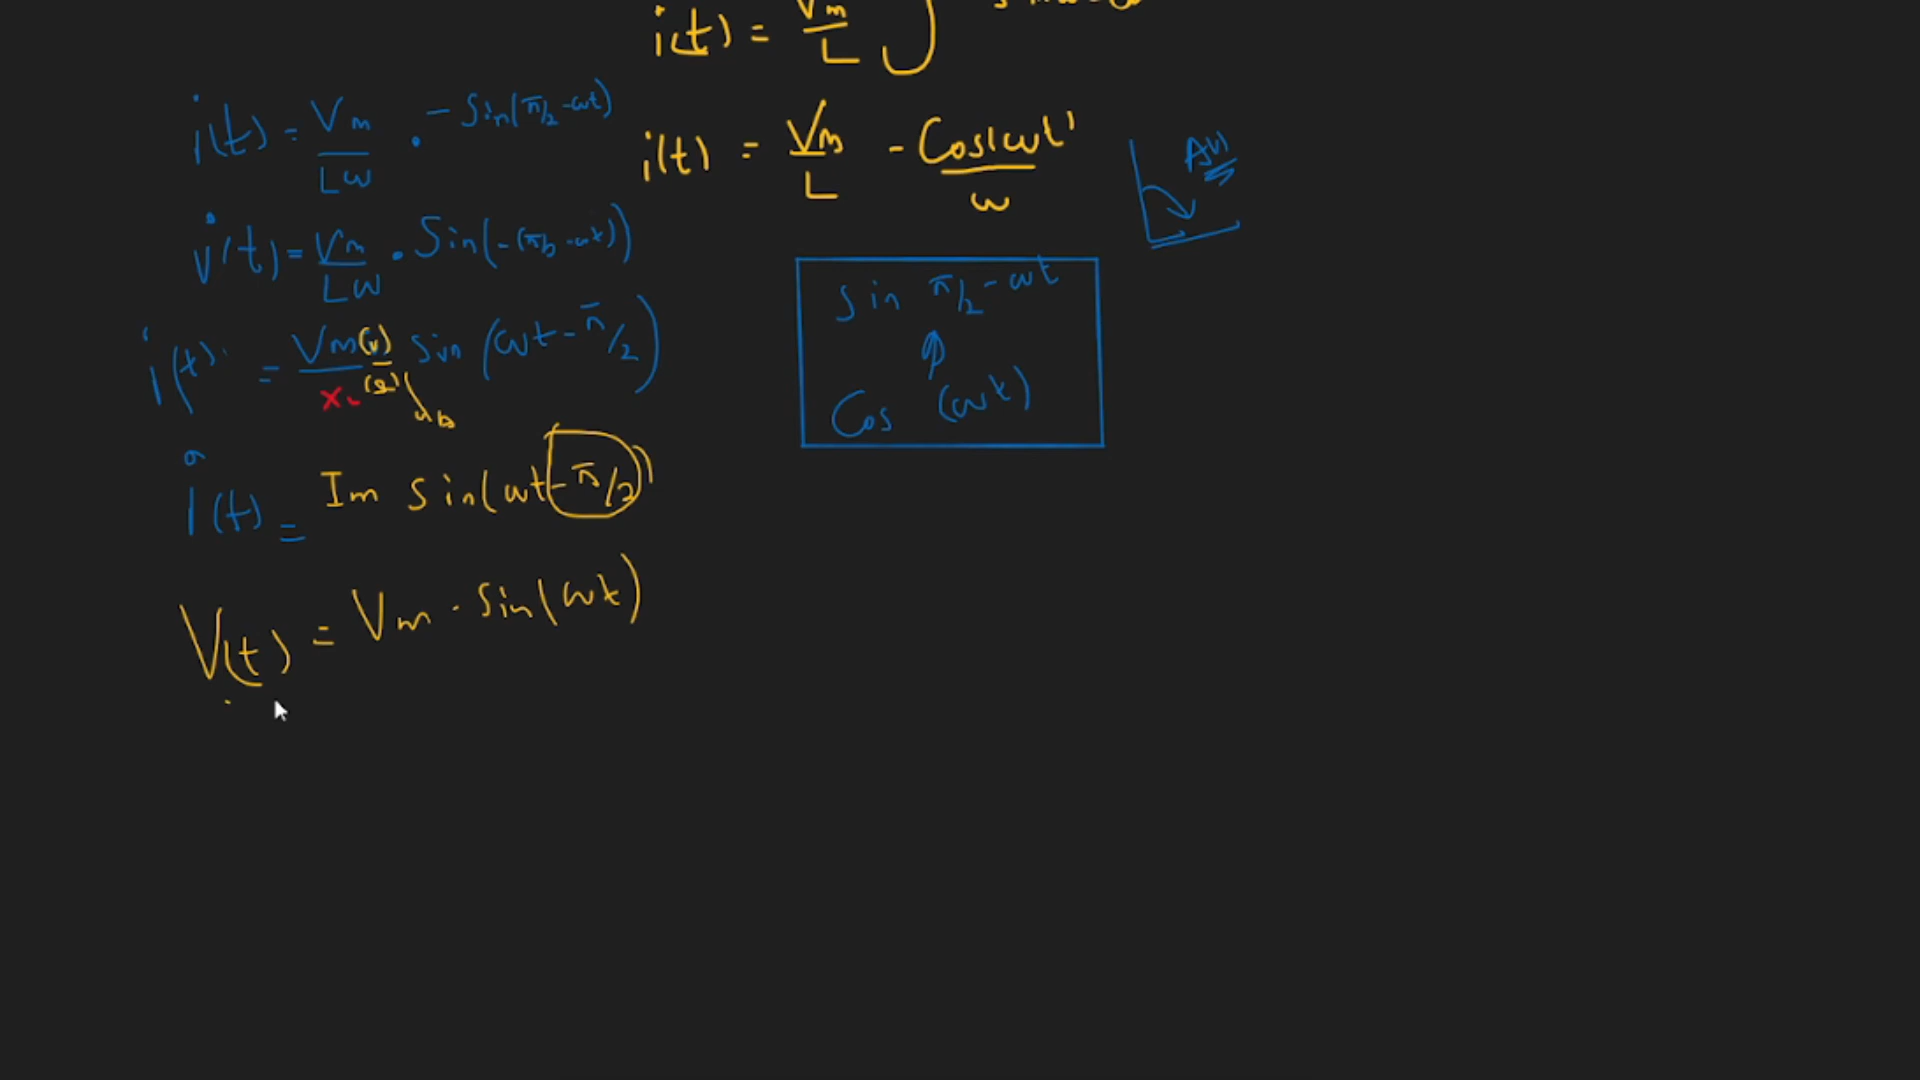 i(t) = Vm/L ∫
i(t) = Vm/Lω · - Sin(π/2 - ωt)
i(t) = Vm/L - Cos(ωt)/ω
i(t) = Vm/Lω · Sin(-(π/2 - ωt))
i(t) = Vm(v)/XL(Ω) sin (ωt - π/2)
i(t) = Im sin(ωt - π/2)
V(t) = Vm · sin(ωt)
Sin π/2 - ωt
Cos (ωt)